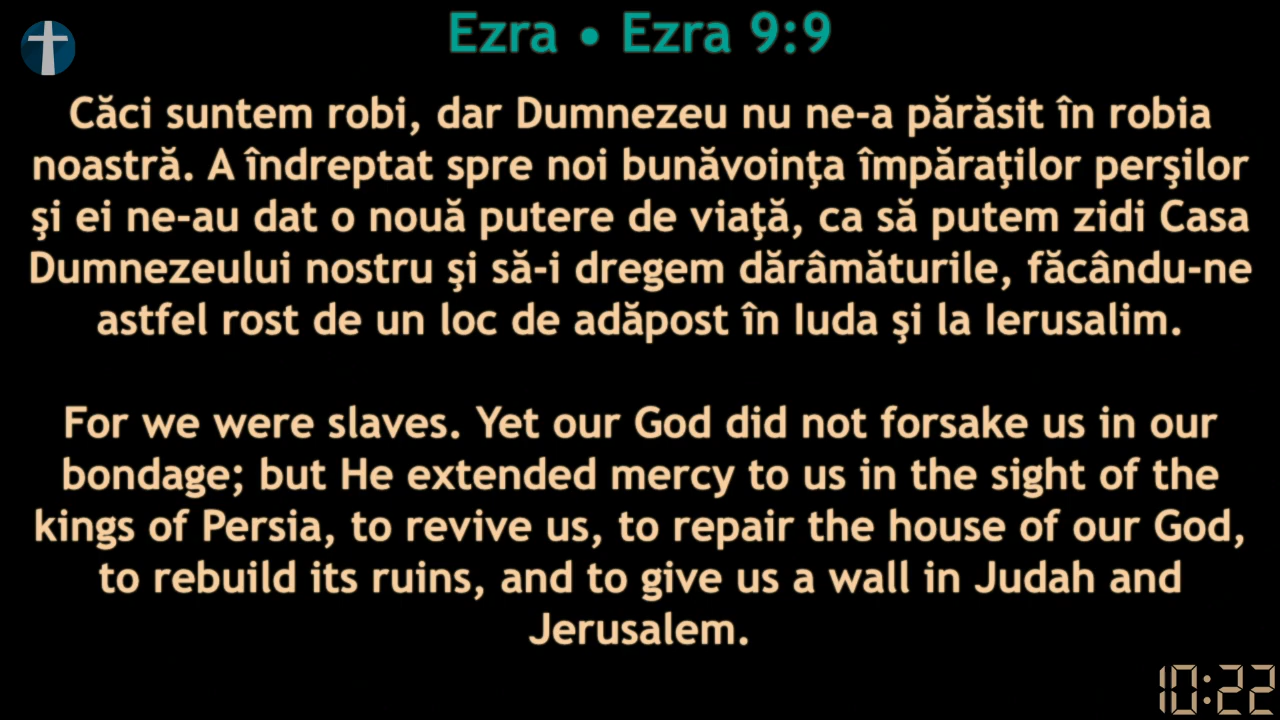 Ezra • Ezra 9:9
Căci suntem robi, dar Dumnezeu nu ne-a părăsit în robia
noastră. A îndreptat spre noi bunăvoinţa împăraţilor perşilor
şi ei ne-au dat o nouă putere de viaţă, ca să putem zidi Casa
Dumnezeului nostru şi să-i dregem dărâmăturile, făcându-ne
astfel rost de un loc de adăpost în Iuda şi la Ierusalim.
For we were slaves. Yet our God did not forsake us in our
bondage; but He extended mercy to us in the sight of the
kings of Persia, to revive us, to repair the house of our God,
to rebuild its ruins, and to give us a wall in Judah and
Jerusalem.
10:22